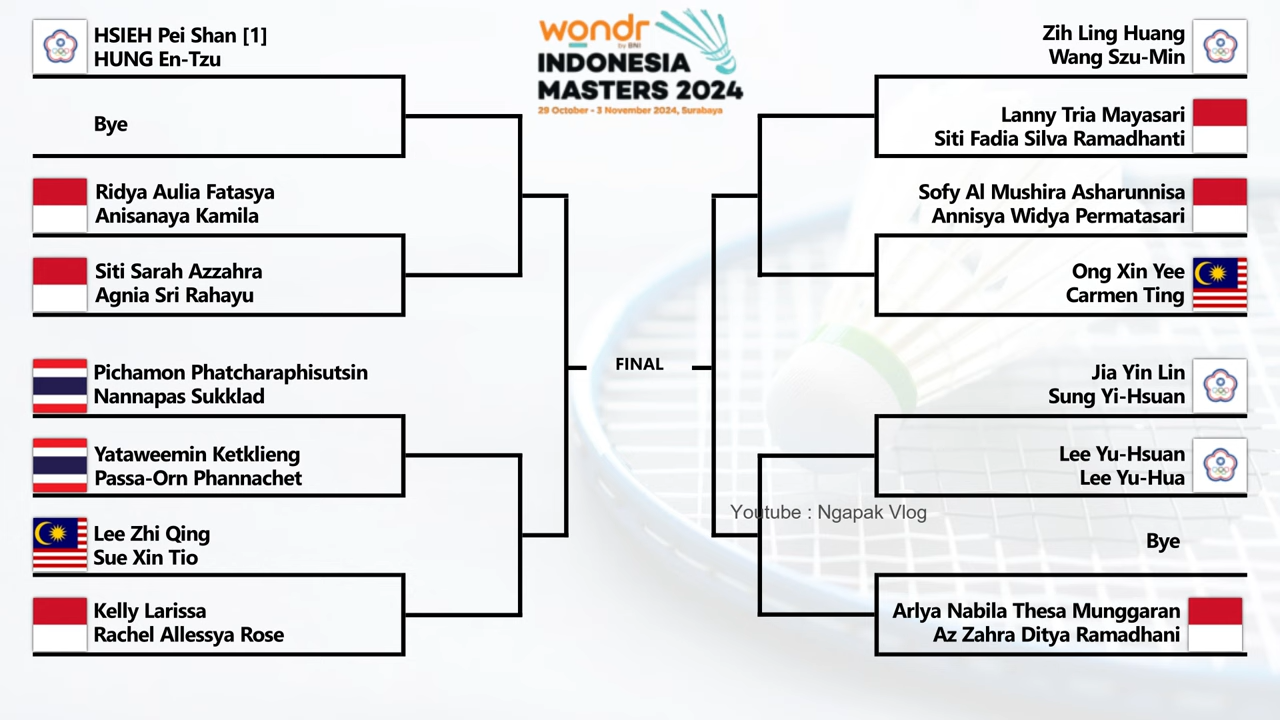 HSIEH Pei Shan [1]
HUNG En-Tzu
Bye
Ridya Aulia Fatasya
Anisanaya Kamila
Siti Sarah Azzahra
Agnia Sri Rahayu
Pichamon Phatcharaphisutsin
Nannapas Sukklad
Yataweemin Ketklieng
Passa-Orn Phannachet
Lee Zhi Qing
Sue Xin Tio
Kelly Larissa
Rachel Allessya Rose
wondr
by BNI
INDONESIA
MASTERS 2024
29 October - 3 November 2024, Surabaya
FINAL
Zih Ling Huang
Wang Szu-Min
Lanny Tria Mayasari
Siti Fadia Silva Ramadhanti
Sofy Al Mushira Asharunnisa
Annisya Widya Permatasari
Ong Xin Yee
Carmen Ting
Jia Yin Lin
Sung Yi-Hsuan
Lee Yu-Hsuan
Lee Yu-Hua
Youtube : Ngapak Vlog
Bye
Arlya Nabila Thesa Munggaran
Az Zahra Ditya Ramadhani